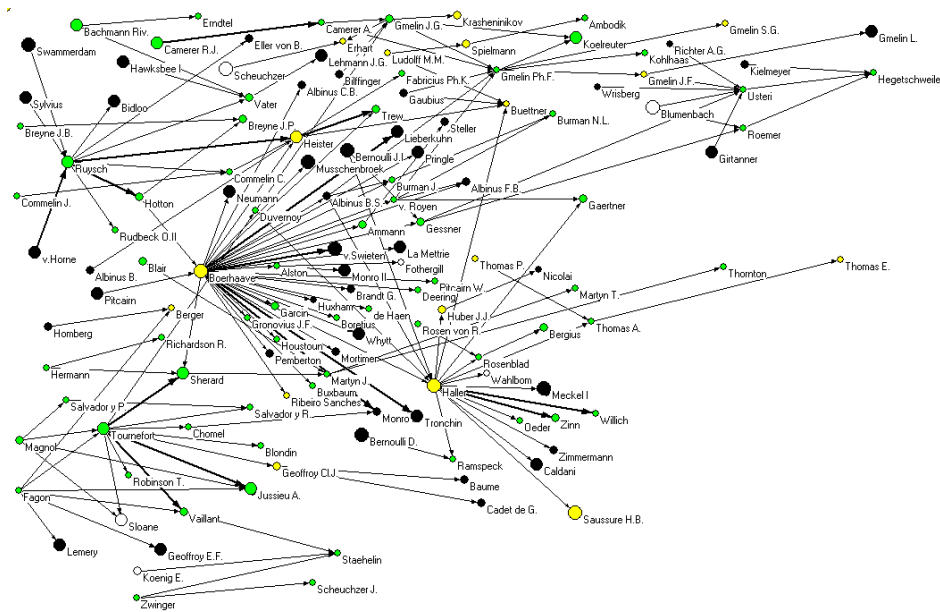 Bachmann Riv.
Erndtel
Camerer A.
Gmelin J.G.
Krasheninikov
Ambodik
Gmelin S.G.
Gmelin L.
Swammerdam
Camerer R.J.
Eller von B.
Erhart
Spielmann
Koelreuter
Richter A.G.
Kohlhaas
Hawksbee I.
Scheuchzer
Lehmann J.G.
Ludolff M.M.
Gmelin Ph.F.
Gmelin J.F.
Kielmeyer
Hegetschweile
Bilffinger
Fabricius Ph.K.
Wrisberg
Usteri
Sylvius
Bidloo
Vater
Albinus C.B.
Gaubius
Buettner
Blumenbach
Breyne J.B.
Breyne J.P.
Trew
Steller
Burman N.L.
Roemer
Heister
Lieberkuhn
Girtanner
Ruysch
Musschenbroek
Bernoulli J.I
Pringle
Commelin C.
Burman J.
Albinus F.B.
Commelin J.
Hotton
Neumann
Albinus B.S.
v. Royen
Gaertner
Duvernoy
Gessner
Rudbeck O.II
Ammann
v.Horne
v.Swieten
La Mettrie
Blair
Fothergill
Thomas P.
Thomas E.
Albinus B.
Boerhaave
Alston
Monro II
Nicolai
Thornton
Pitcairn
Brandt G.
Pitcairn W.
Deering
Martyn T.
Berger
Huxham
Garcin
de Haen
Huber J.J.
Homberg
Gronovius J.F.
Borelius
Rosen von R.
Bergius
Thomas A.
Richardson R.
Houstoun
Whytt
Pemberton
Mortimer
Rosenblad
Hermann
Sherard
Martyn J.
Wahlbom
Buxbaum
Haller
Meckel I
Ribeiro Sanches
Salvador y P.
Salvador y R.
Monro
Tronchin
Oeder
Zinn
Willich
Magnol
Tournefort
Chomel
Bernoulli D.
Blondin
Zimmermann
Geoffroy Cl.J.
Ramspeck
Caldani
Robinson T.
Baume
Fagon
Jussieu A.
Cadet de G.
Sloane
Vaillant
Saussure H.B.
Lemery
Geoffroy E.F.
Staehelin
Koenig E.
Scheuchzer J.
Zwinger